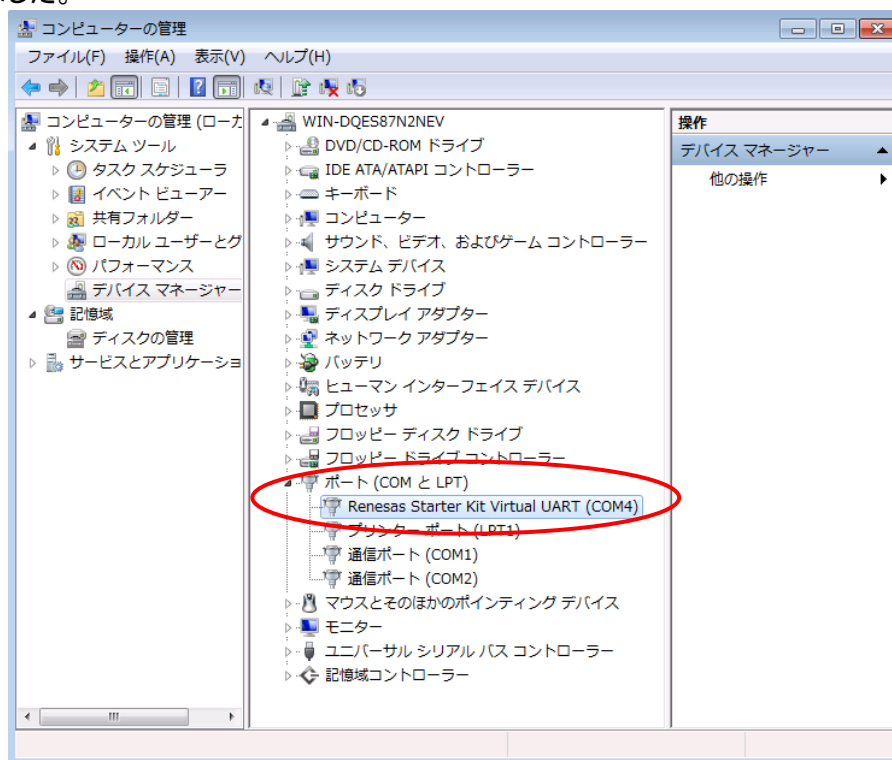 した。
コンピューターの管理
ファイル(F) 操作(A) 表示(V) ヘルプ(H)
コンピューターの管理 (ローカ
システム ツール
タスク スケジューラ
イベント ビューアー
共有フォルダー
ローカル ユーザーとグ
パフォーマンス
デバイス マネージャー
記憶域
ディスクの管理
サービスとアプリケーショ
WIN-DQES87N2NEV
DVD/CD-ROM ドライブ
IDE ATA/ATAPI コントローラー
キーボード
コンピューター
サウンド、ビデオ、およびゲーム コントローラー
システム デバイス
ディスク ドライブ
ディスプレイ アダプター
ネットワーク アダプター
バッテリ
ヒューマン インターフェイス デバイス
プロセッサ
フロッピー ディスク ドライブ
フロッピー ドライブ コントローラー
ポート (COM と LPT)
Renesas Starter Kit Virtual UART (COM4)
プリンター ポート (LPT1)
通信ポート (COM1)
通信ポート (COM2)
マウスとそのほかのポインティング デバイス
モニター
ユニバーサル シリアル バス コントローラー
記憶域コントローラー
操作
デバイス マネージャー
他の操作